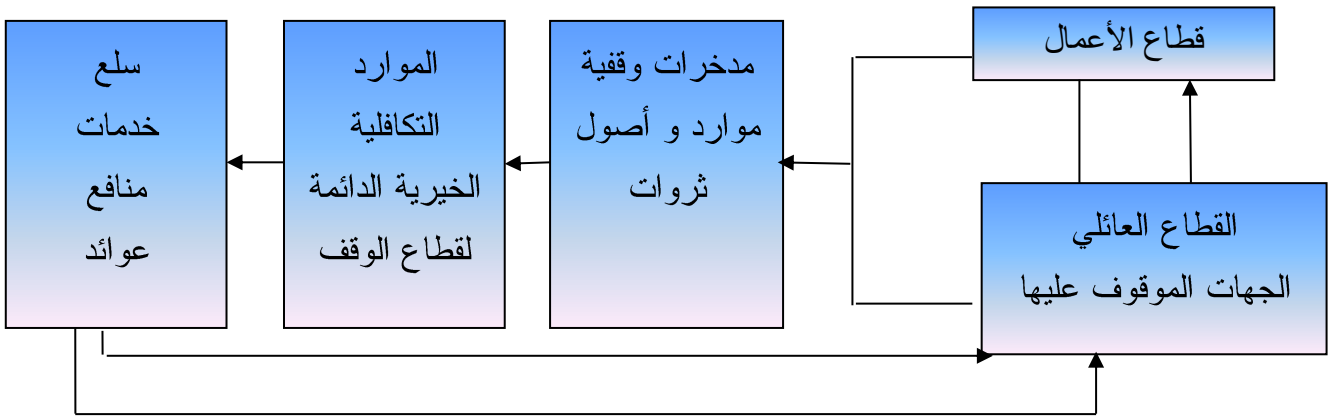 قطاع الأعمال
القطاع العائلي
الجهات الموقوف عليها
مدخرات وقفية
موارد و أصول
ثروات
الموارد
التكافلية
الخيرية الدائمة
لقطاع الوقف
سلع
خدمات
منافع
عوائد